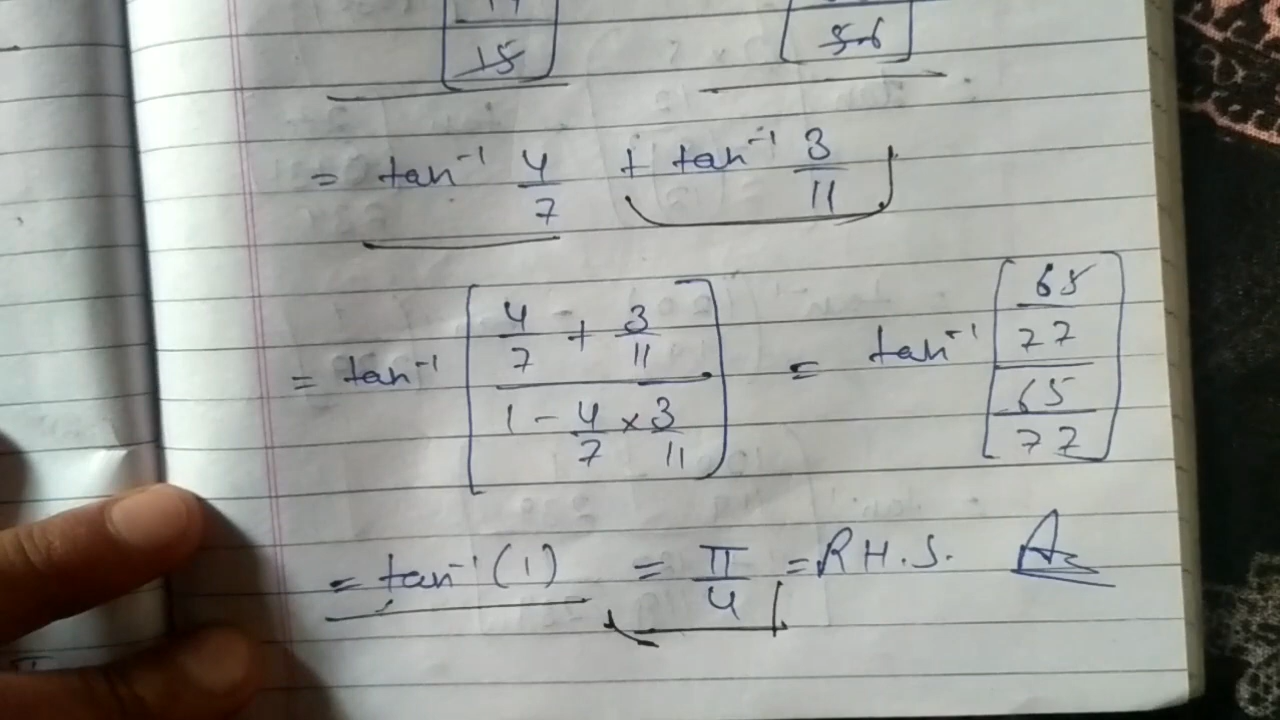 15 56
= tan⁻¹ 4/7 + tan⁻¹ 3/11
= tan⁻¹ [ (4/7 + 3/11) / (1 - 4/7 × 3/11) ] = tan⁻¹ [ (65/77) / (65/77) ]
= tan⁻¹ (1) = π/4 = R.H.S.